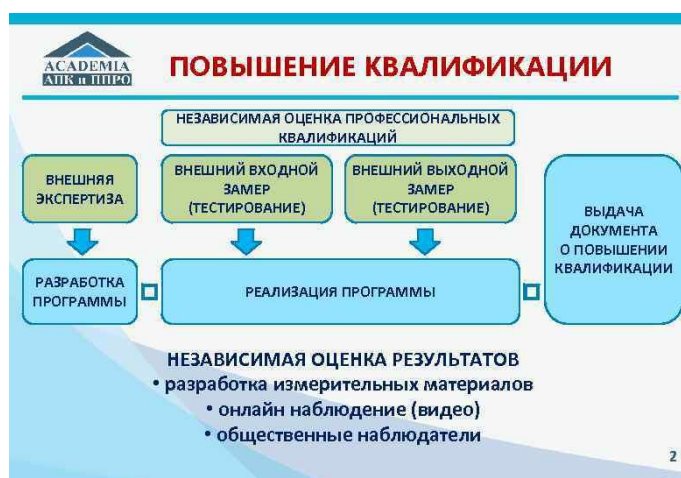 ACADEMIA
АПК и ППРО
ПОВЫШЕНИЕ КВАЛИФИКАЦИИ
НЕЗАВИСИМАЯ ОЦЕНКА ПРОФЕССИОНАЛЬНЫХ
КВАЛИФИКАЦИЙ
ВНЕШНЯЯ
ЭКСПЕРТИЗА
ВНЕШНИЙ ВХОДНОЙ
ЗАМЕР
(ТЕСТИРОВАНИЕ)
ВНЕШНИЙ ВЫХОДНОЙ
ЗАМЕР
(ТЕСТИРОВАНИЕ)
ВЫДАЧА
ДОКУМЕНТА
О ПОВЫШЕНИИ
КВАЛИФИКАЦИИ
РАЗРАБОТКА
ПРОГРАММЫ
РЕАЛИЗАЦИЯ ПРОГРАММЫ
НЕЗАВИСИМАЯ ОЦЕНКА РЕЗУЛЬТАТОВ
• разработка измерительных материалов
• онлайн наблюдение (видео)
• общественные наблюдатели
2